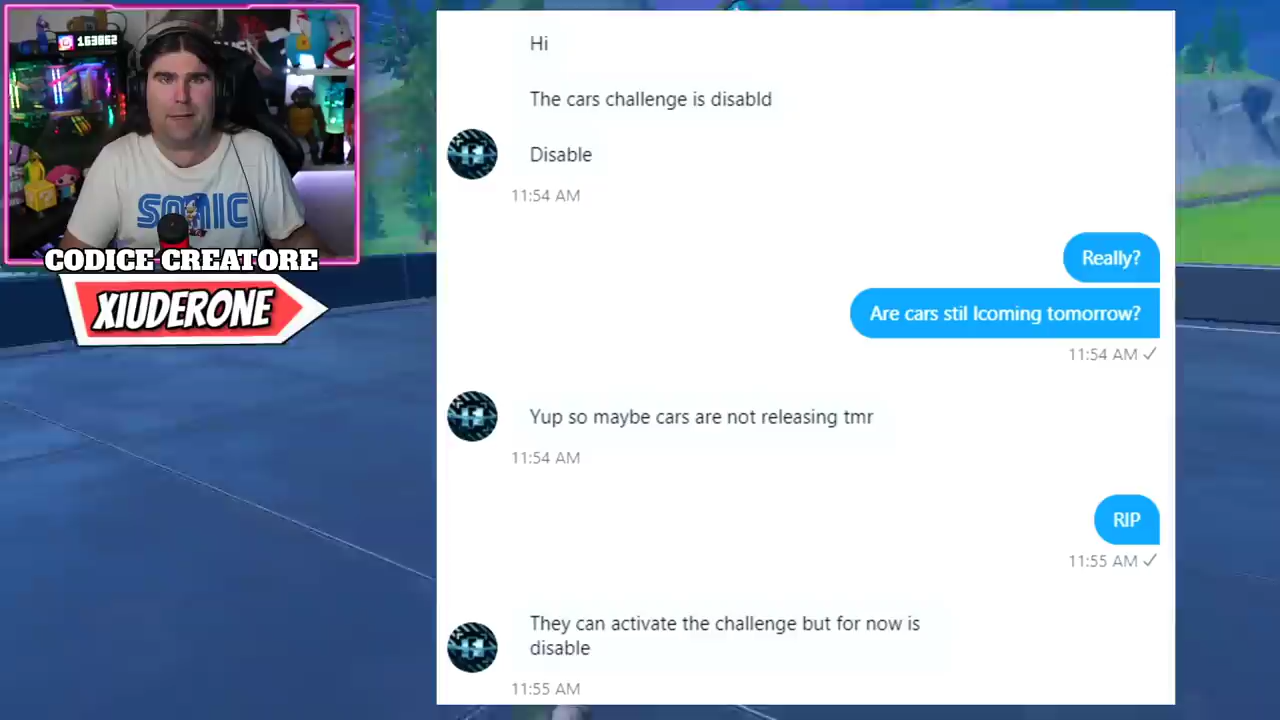 163862
SONIC
CODICE CREATORE
XIUDERONE
Hi
The cars challenge is disabld
Disable
11:54 AM
Really?
Are cars stil lcoming tomorrow?
11:54 AM
Yup so maybe cars are not releasing tmr
11:54 AM
RIP
11:55 AM
They can activate the challenge but for now is
disable
11:55 AM